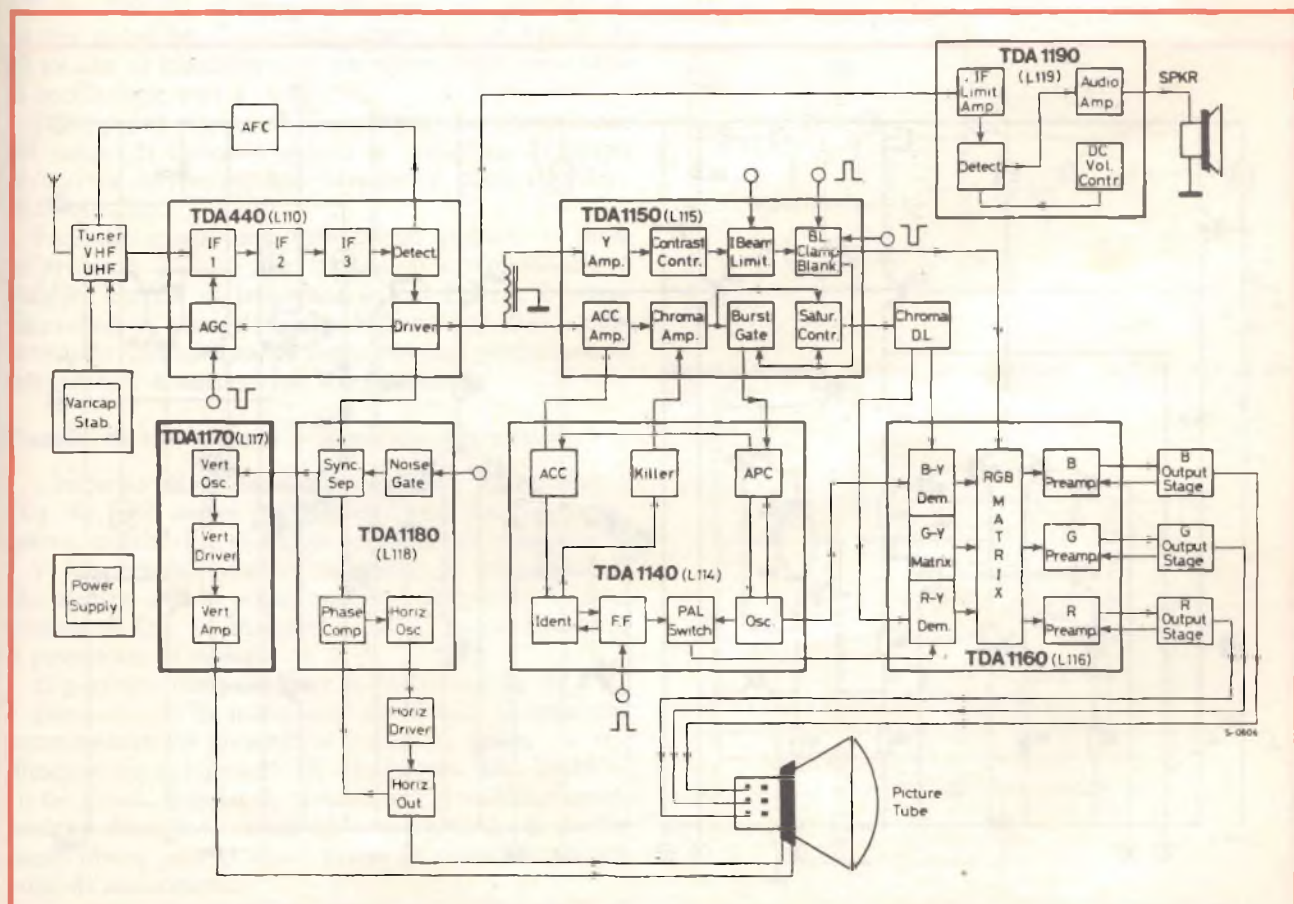 AFC
Tuner
VHF
UHF
Varicap
Stab.
Power
Supply
TDA440 (L110)
IF
1
IF
2
IF
3
Detect.
AGC
Driver
TDA1170 (L117)
Vert
Osc.
Vert
Driver
Vert
Amp.
Sync.
Sep
Noise
Gate
TDA1180
(L118)
Phase
Comp
Horiz
Osc.
Horiz
Driver
Horiz.
Out
TDA1150 (L115)
Y
Amp.
Contrast
Contr.
I Beam
Limit.
BL
Clamp
Blank.
ACC
Amp.
Chroma
Amp.
Burst
Gate
Satur.
Contr.
Chroma
D.L.
ACC
Killer
APC
TDA1140 (L114)
Ident.
F.F.
PAL
Switch
Osc.
TDA1190
(L119)
IF
Limit
Amp.
Audio
Amp.
Detect
DC
Vol.
Contr.
SPKR
B-Y
Dem.
G-Y
Matrix
R-Y
Dem.
RGB
MATRIX
B
Preamp.
G
Preamp.
R
Preamp.
B
Output
Stage
G
Output
Stage
R
Output
Stage
TDA1160 (L116)
S-0606
Picture
Tube